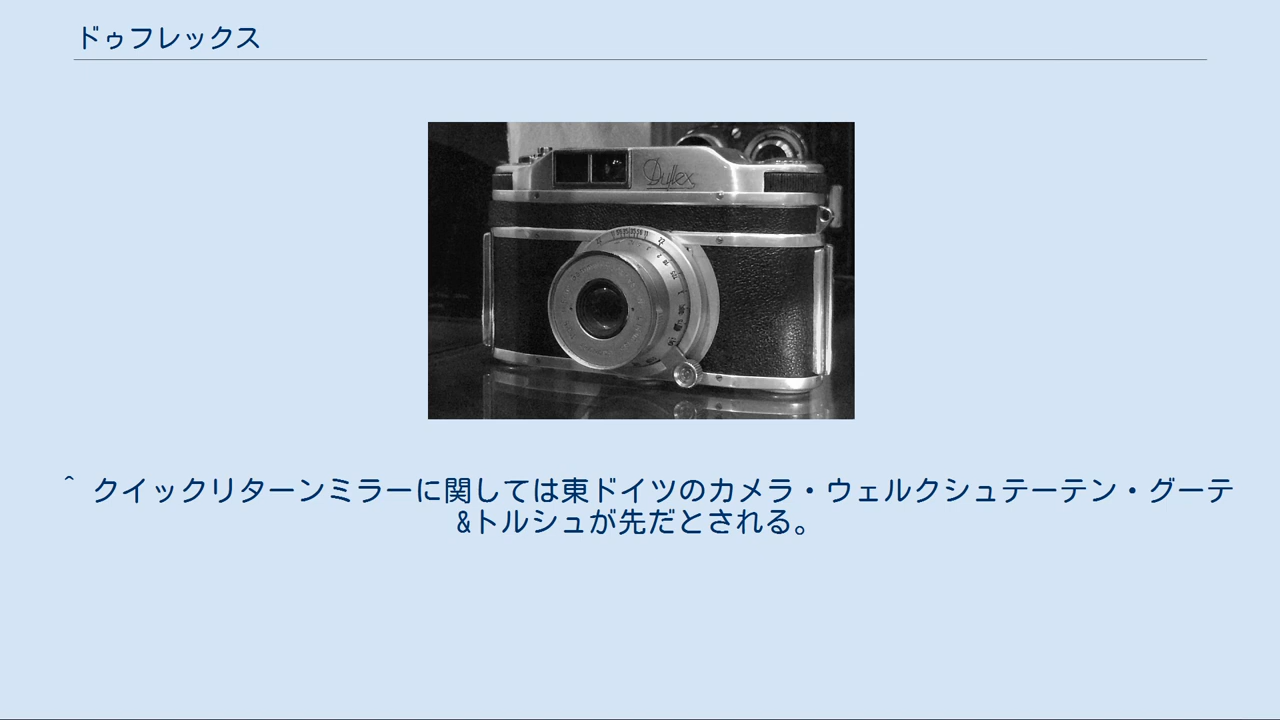 ドゥフレックス
Duflex
^ クイックリターンミラーに関しては東ドイツのカメラ・ウェルクシュテーテン・グーテ
&トルシュが先だとされる。